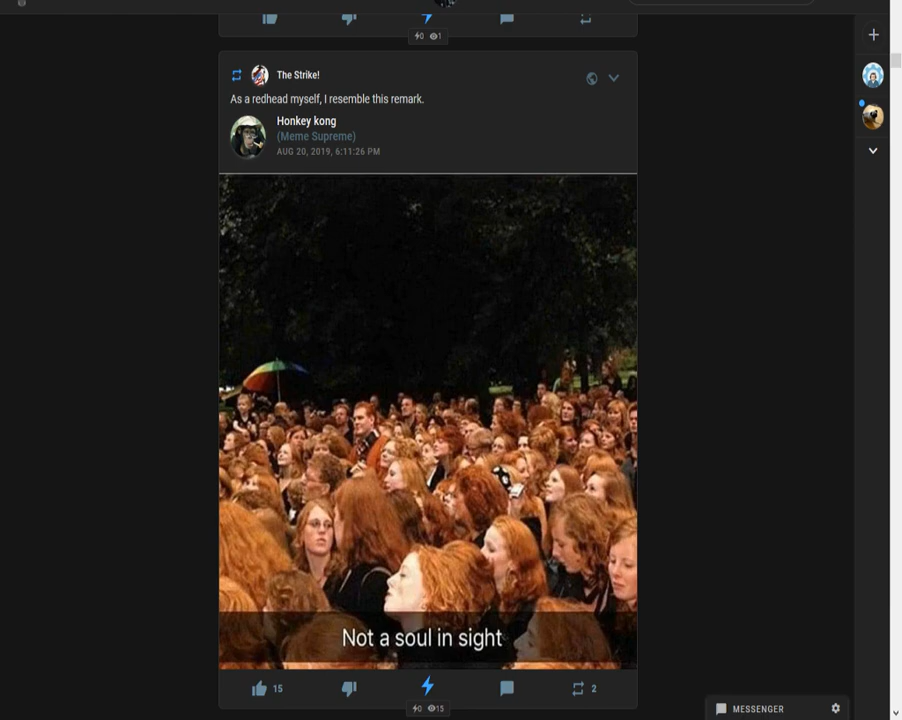 0 1
The Strike!
As a redhead myself, I resemble this remark.
Honkey kong
(Meme Supreme)
AUG 20, 2019, 6:11:26 PM
Not a soul in sight
15
2
0 15
MESSENGER